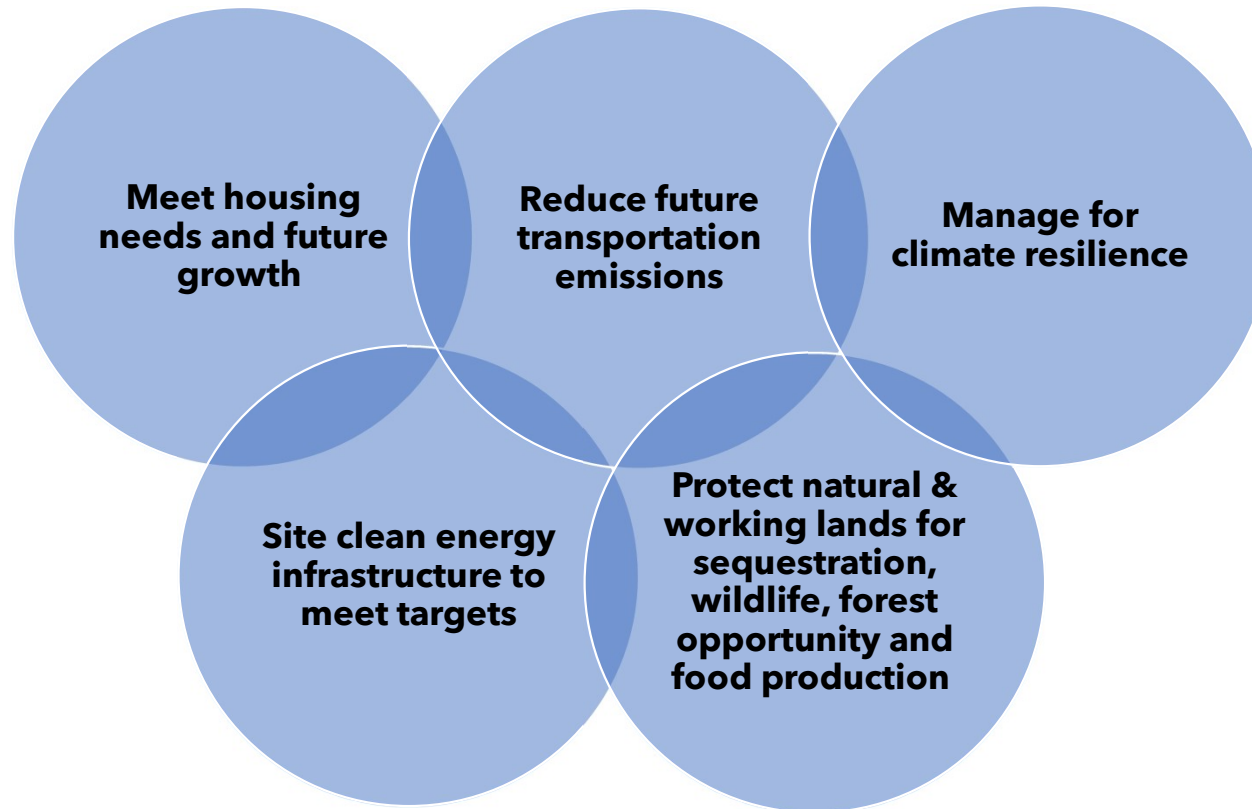 Meet housing
needs and future
growth
Reduce future
transportation
emissions
Manage for
climate resilience
Site clean energy
infrastructure to
meet targets
Protect natural &
working lands for
sequestration,
wildlife, forest
opportunity and
food production